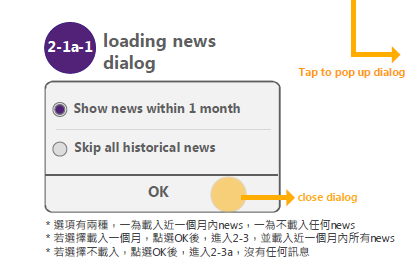 2-1a-1
loading news
dialog
Tap to pop up dialog
Show news within 1 month
Skip all historical news
OK
close dialog
* 選項有兩種，一為載入近一個月內news，一為不載入任何news
* 若選擇載入一個月，點選OK後，進入2-3，並載入近一個月內所有news
* 若選擇不載入，點選OK後，進入2-3a，沒有任何訊息